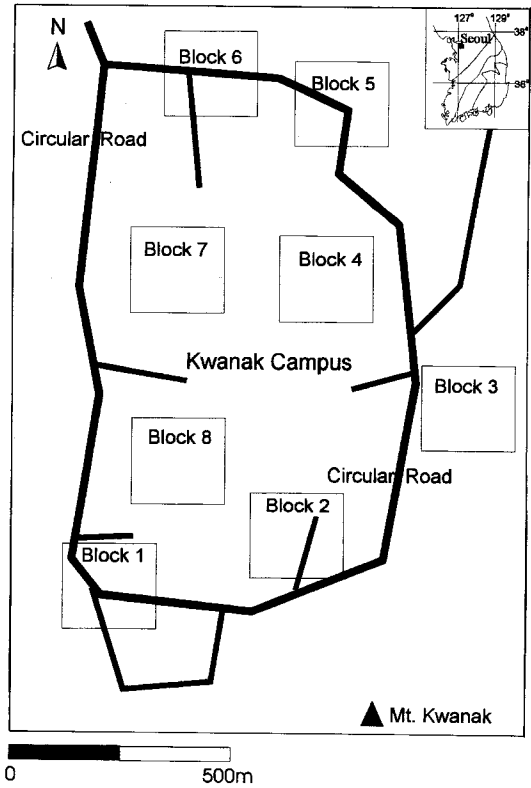 N
127° 129°
Seoul
38°
36°
Block 6
Block 5
Circular Road
Block 7
Block 4
Kwanak Campus
Block 3
Block 8
Circular Road
Block 2
Block 1
Mt. Kwanak
0 500m